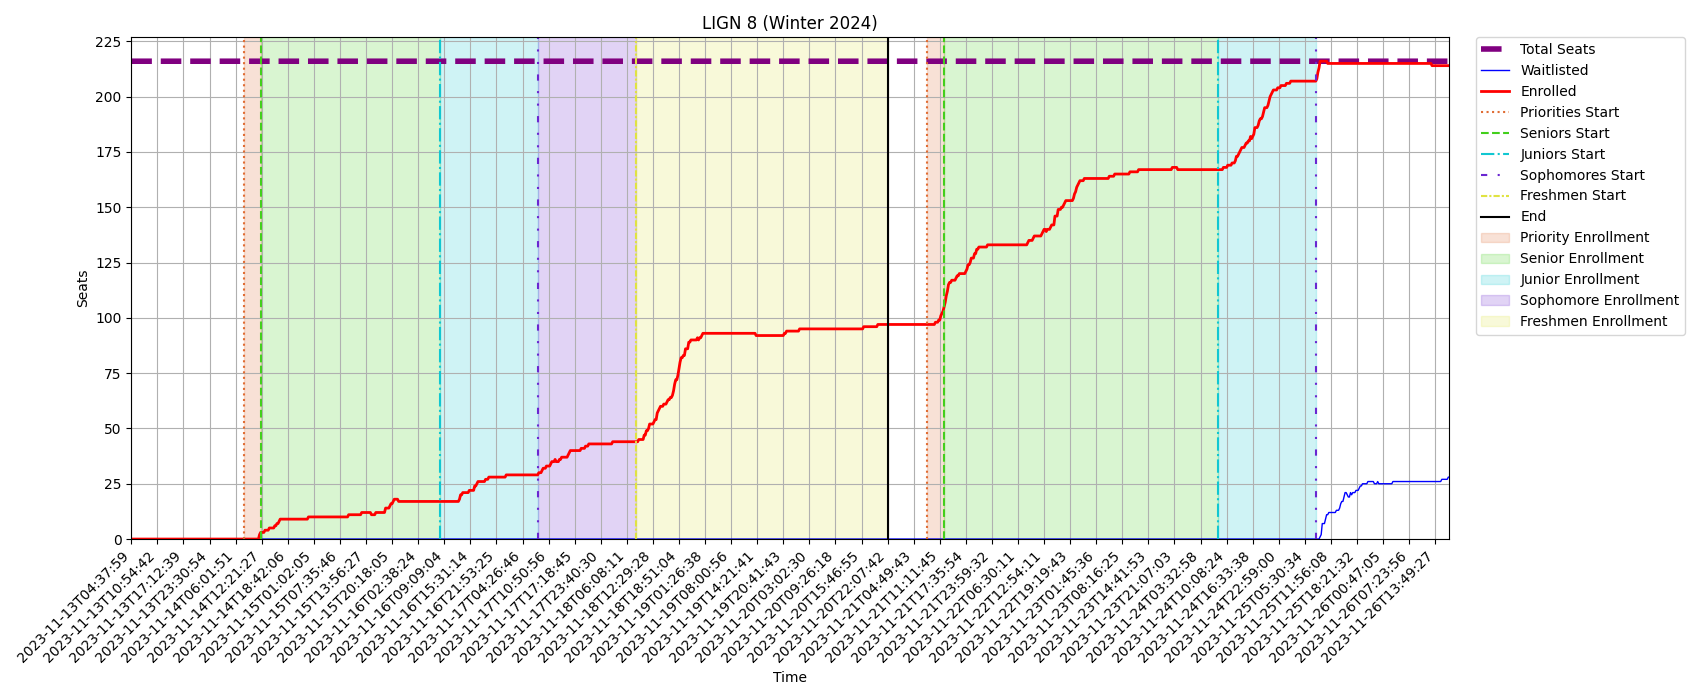 LIGN 8 (Winter 2024)
225
200
175
150
125
100
75
50
25
0
Seats
2023-11-13T04:37:59
2023-11-13T10:54:42
2023-11-13T17:12:39
2023-11-13T23:30:54
2023-11-14T06:01:51
2023-11-14T12:21:27
2023-11-14T18:42:06
2023-11-15T01:02:05
2023-11-15T07:35:46
2023-11-15T13:56:27
2023-11-15T20:18:05
2023-11-16T02:38:24
2023-11-16T09:09:04
2023-11-16T15:31:14
2023-11-16T21:53:25
2023-11-17T04:26:46
2023-11-17T10:50:56
2023-11-17T17:18:45
2023-11-17T23:40:30
2023-11-18T06:08:11
2023-11-18T12:29:28
2023-11-18T18:51:04
2023-11-19T01:26:38
2023-11-19T08:00:56
2023-11-19T14:21:41
2023-11-19T20:41:43
2023-11-20T03:02:30
2023-11-20T09:26:18
2023-11-20T15:46:55
2023-11-20T22:07:42
2023-11-21T04:49:43
2023-11-21T11:11:45
2023-11-21T17:35:54
2023-11-21T23:59:32
2023-11-22T06:30:11
2023-11-22T12:54:11
2023-11-22T19:19:43
2023-11-23T01:45:36
2023-11-23T08:16:25
2023-11-23T14:41:53
2023-11-23T21:07:03
2023-11-24T03:32:58
2023-11-24T10:08:24
2023-11-24T16:33:38
2023-11-24T22:59:00
2023-11-25T05:30:34
2023-11-25T11:56:08
2023-11-25T18:21:32
2023-11-26T00:47:05
2023-11-26T07:23:56
2023-11-26T13:49:27
Time
Total Seats
Waitlisted
Enrolled
Priorities Start
Seniors Start
Juniors Start
Sophomores Start
Freshmen Start
End
Priority Enrollment
Senior Enrollment
Junior Enrollment
Sophomore Enrollment
Freshmen Enrollment